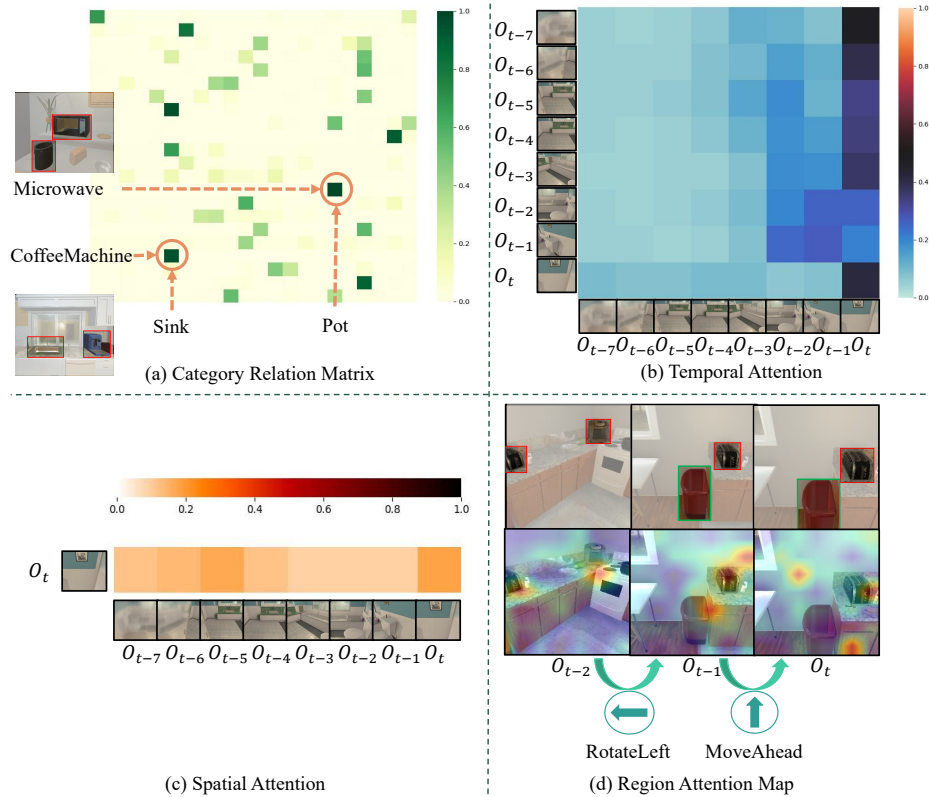 1.0
0.8
0.6
0.4
0.2
0.0
Microwave
CoffeeMachine
Sink
Pot
(a) Category Relation Matrix
O_{t-7}
O_{t-6}
O_{t-5}
O_{t-4}
O_{t-3}
O_{t-2}
O_{t-1}
O_t
1.0
0.8
0.6
0.4
0.2
0.0
O_{t-7} O_{t-6} O_{t-5} O_{t-4} O_{t-3} O_{t-2} O_{t-1} O_t
(b) Temporal Attention
0.0 0.2 0.4 0.6 0.8 1.0
O_t
O_{t-7} O_{t-6} O_{t-5} O_{t-4} O_{t-3} O_{t-2} O_{t-1} O_t
(c) Spatial Attention
O_{t-2} O_{t-1} O_t
RotateLeft MoveAhead
(d) Region Attention Map